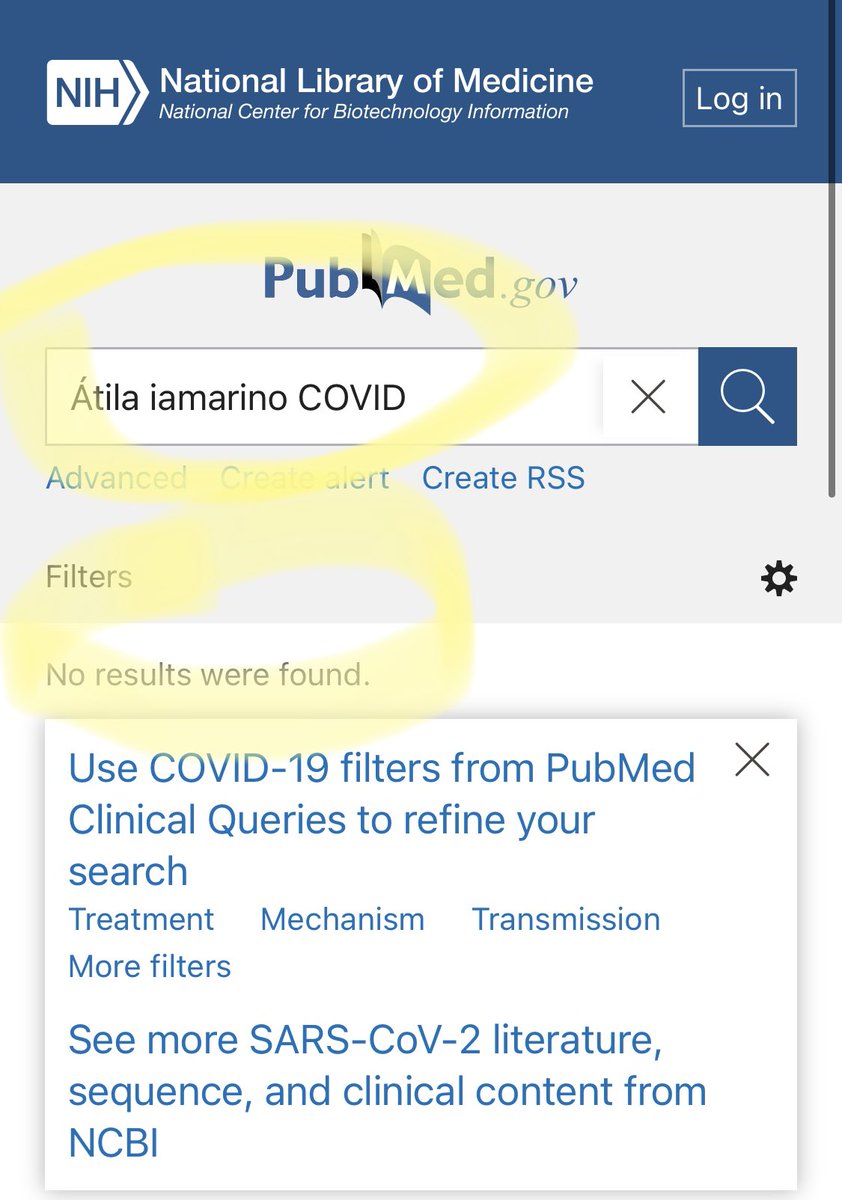 NIH National Library of Medicine
National Center for Biotechnology Information
Log in
PubMed.gov
Átila iamarino COVID
Advanced Create alert Create RSS
Filters
No results were found.
Use COVID-19 filters from PubMed
Clinical Queries to refine your
search
Treatment Mechanism Transmission
More filters
See more SARS-CoV-2 literature,
sequence, and clinical content from
NCBI